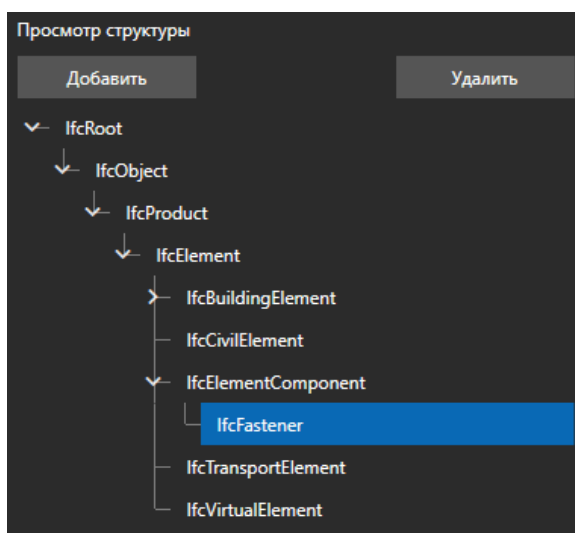 Просмотр структуры
Добавить Удалить
IfcRoot
IfcObject
IfcProduct
IfcElement
IfcBuildingElement
IfcCivilElement
IfcElementComponent
IfcFastener
IfcTransportElement
IfcVirtualElement